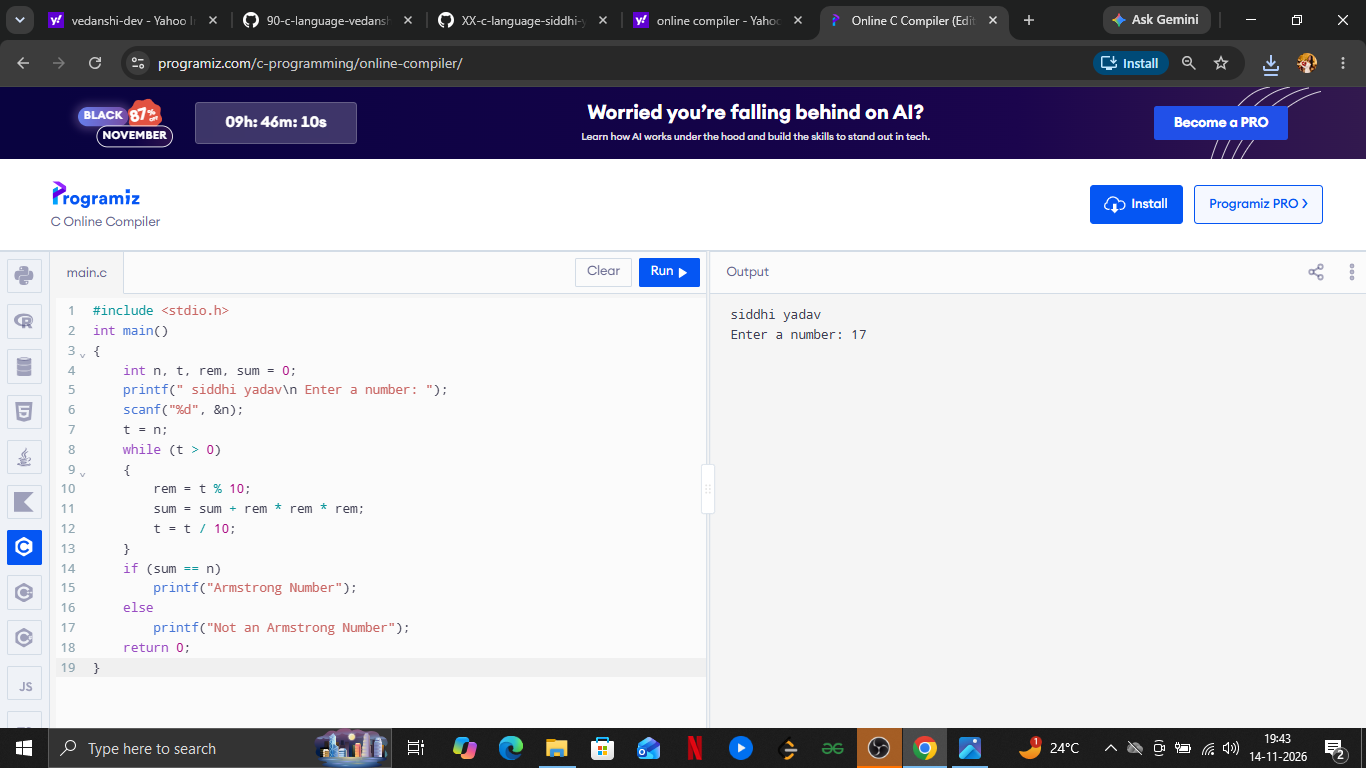 vedanshi-dev - Yahoo I
90-c-language-vedansh
XX-c-language-siddhi-y
online compiler - Yahoo
Online C Compiler (Edit
Ask Gemini
programiz.com/c-programming/online-compiler/
Install
BLACK 87% OFF
NOVEMBER
09h: 46m: 10s
Worried you're falling behind on AI?
Learn how AI works under the hood and build the skills to stand out in tech.
Become a PRO
Programiz
C Online Compiler
Install
Programiz PRO >
main.c
Clear
Run
Output
1 #include <stdio.h>
2 int main()
3 {
4 int n, t, rem, sum = 0;
5 printf(" siddhi yadav\n Enter a number: ");
6 scanf("%d", &n);
7 t = n;
8 while (t > 0)
9 {
10 rem = t % 10;
11 sum = sum + rem * rem * rem;
12 t = t / 10;
13 }
14 if (sum == n)
15 printf("Armstrong Number");
16 else
17 printf("Not an Armstrong Number");
18 return 0;
19 }
siddhi yadav
Enter a number: 17
JS
Type here to search
1
24°C
19:43
14-11-2026
2